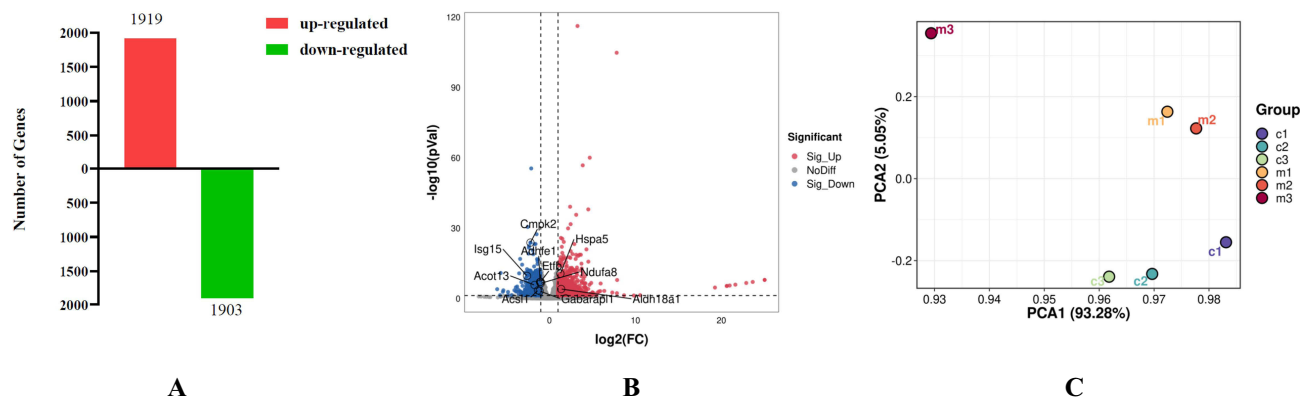 1919
up-regulated
down-regulated
2000
1500
1000
500
0
500
1000
1500
2000
Number of Genes
1903
A
120
90
60
30
0
-log10(pVal)
Cmpk2
Isg15
Hspa5
Etfb
Ndufa8
Acot13
Acsl1
Gabarapl1
Aldh18a1
0
20
log2(FC)
Significant
Sig_Up
NoDiff
Sig_Down
B
m3
m1
m2
c1
c3
c2
0.2
0.0
-0.2
PCA2 (5.05%)
0.93
0.94
0.95
0.96
0.97
0.98
PCA1 (93.28%)
Group
c1
c2
c3
m1
m2
m3
C